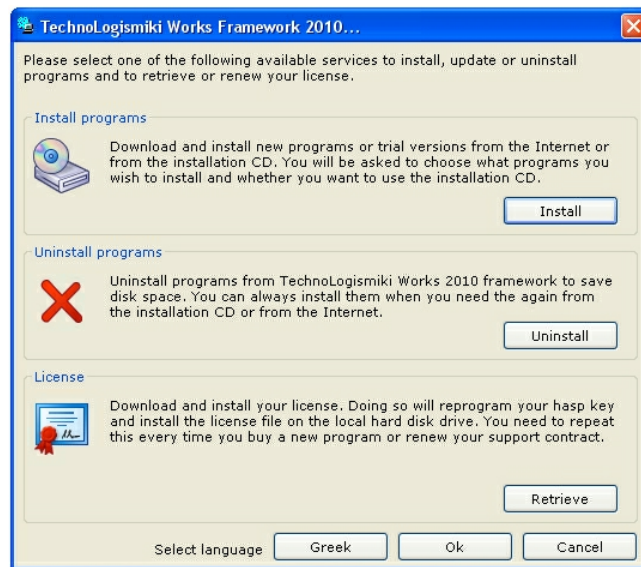 TechnoLogismiki Works Framework 2010...
Please select one of the following available services to install, update or uninstall
programs and to retrieve or renew your license.
Install programs
Download and install new programs or trial versions from the Internet or
from the installation CD. You will be asked to choose what programs you
wish to install and whether you want to use the installation CD.
Install
Uninstall programs
Uninstall programs from TechnoLogismiki Works 2010 framework to save
disk space. You can always install them when you need the again from
the installation CD or from the Internet.
Uninstall
License
Download and install your license. Doing so will reprogram your hasp key
and install the license file on the local hard disk drive. You need to repeat
this every time you buy a new program or renew your support contract.
Retrieve
Select language Greek Ok Cancel